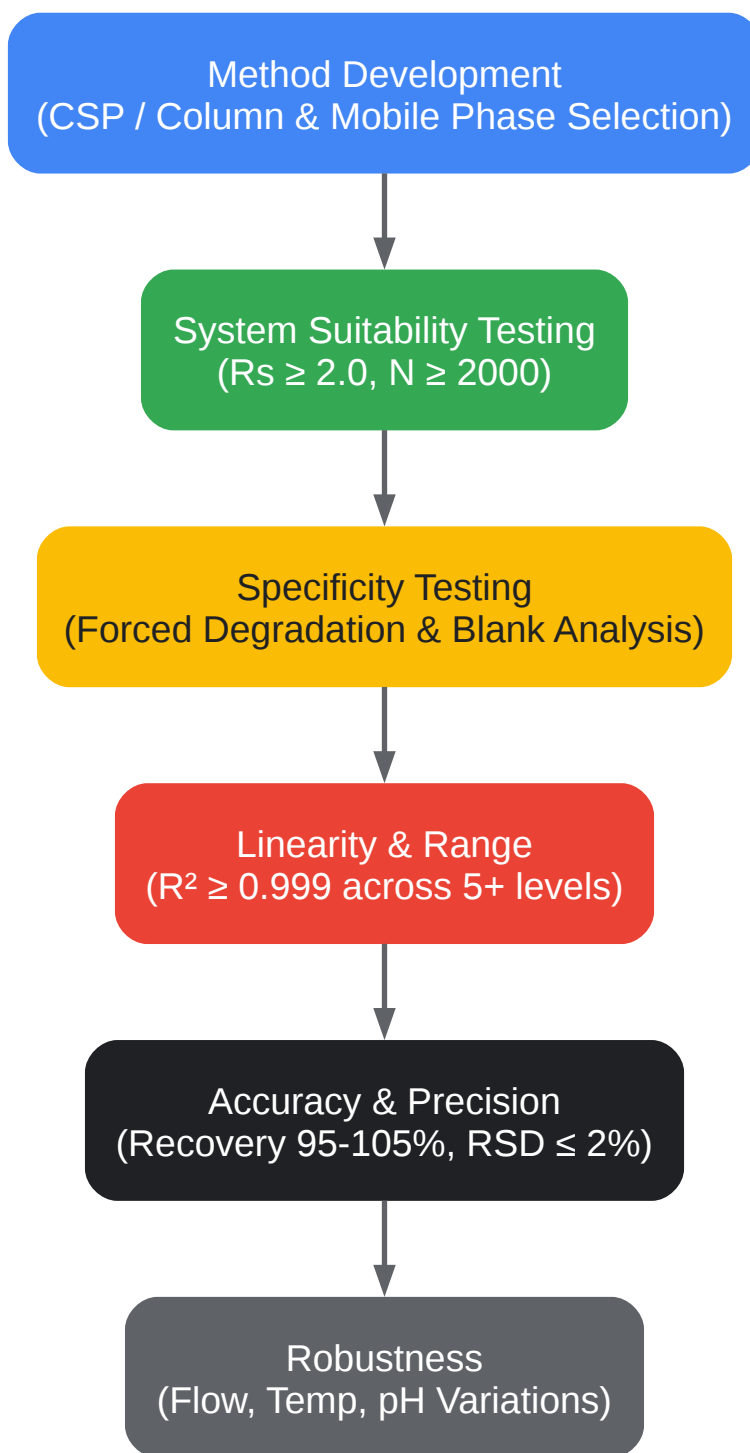 Method Development
(CSP / Column & Mobile Phase Selection)
System Suitability Testing
(Rs ≥ 2.0, N ≥ 2000)
Specificity Testing
(Forced Degradation & Blank Analysis)
Linearity & Range
(R² ≥ 0.999 across 5+ levels)
Accuracy & Precision
(Recovery 95-105%, RSD ≤ 2%)
Robustness
(Flow, Temp, pH Variations)